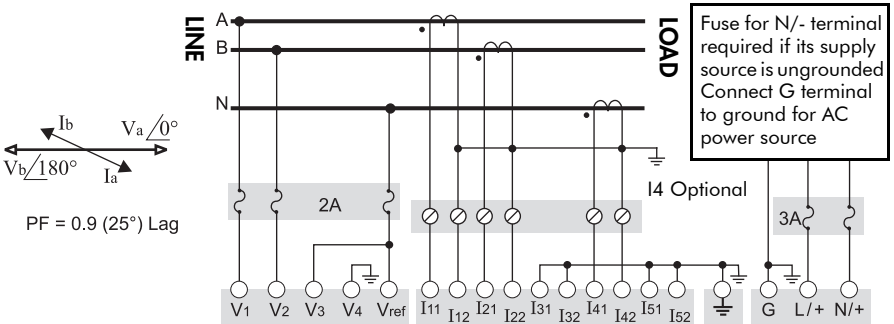 A
B
N
LINE
LOAD
Fuse for N/- terminal
required if its supply
source is ungrounded
Connect G terminal
to ground for AC
power source
Ib
Va/0°
Vb/180°
Ia
PF = 0.9 (25°) Lag
2A
I4 Optional
3A
V1 V2 V3 V4 Vref I11 I12 I21 I22 I31 I32 I41 I42 I51 I52 G L/+ N/+